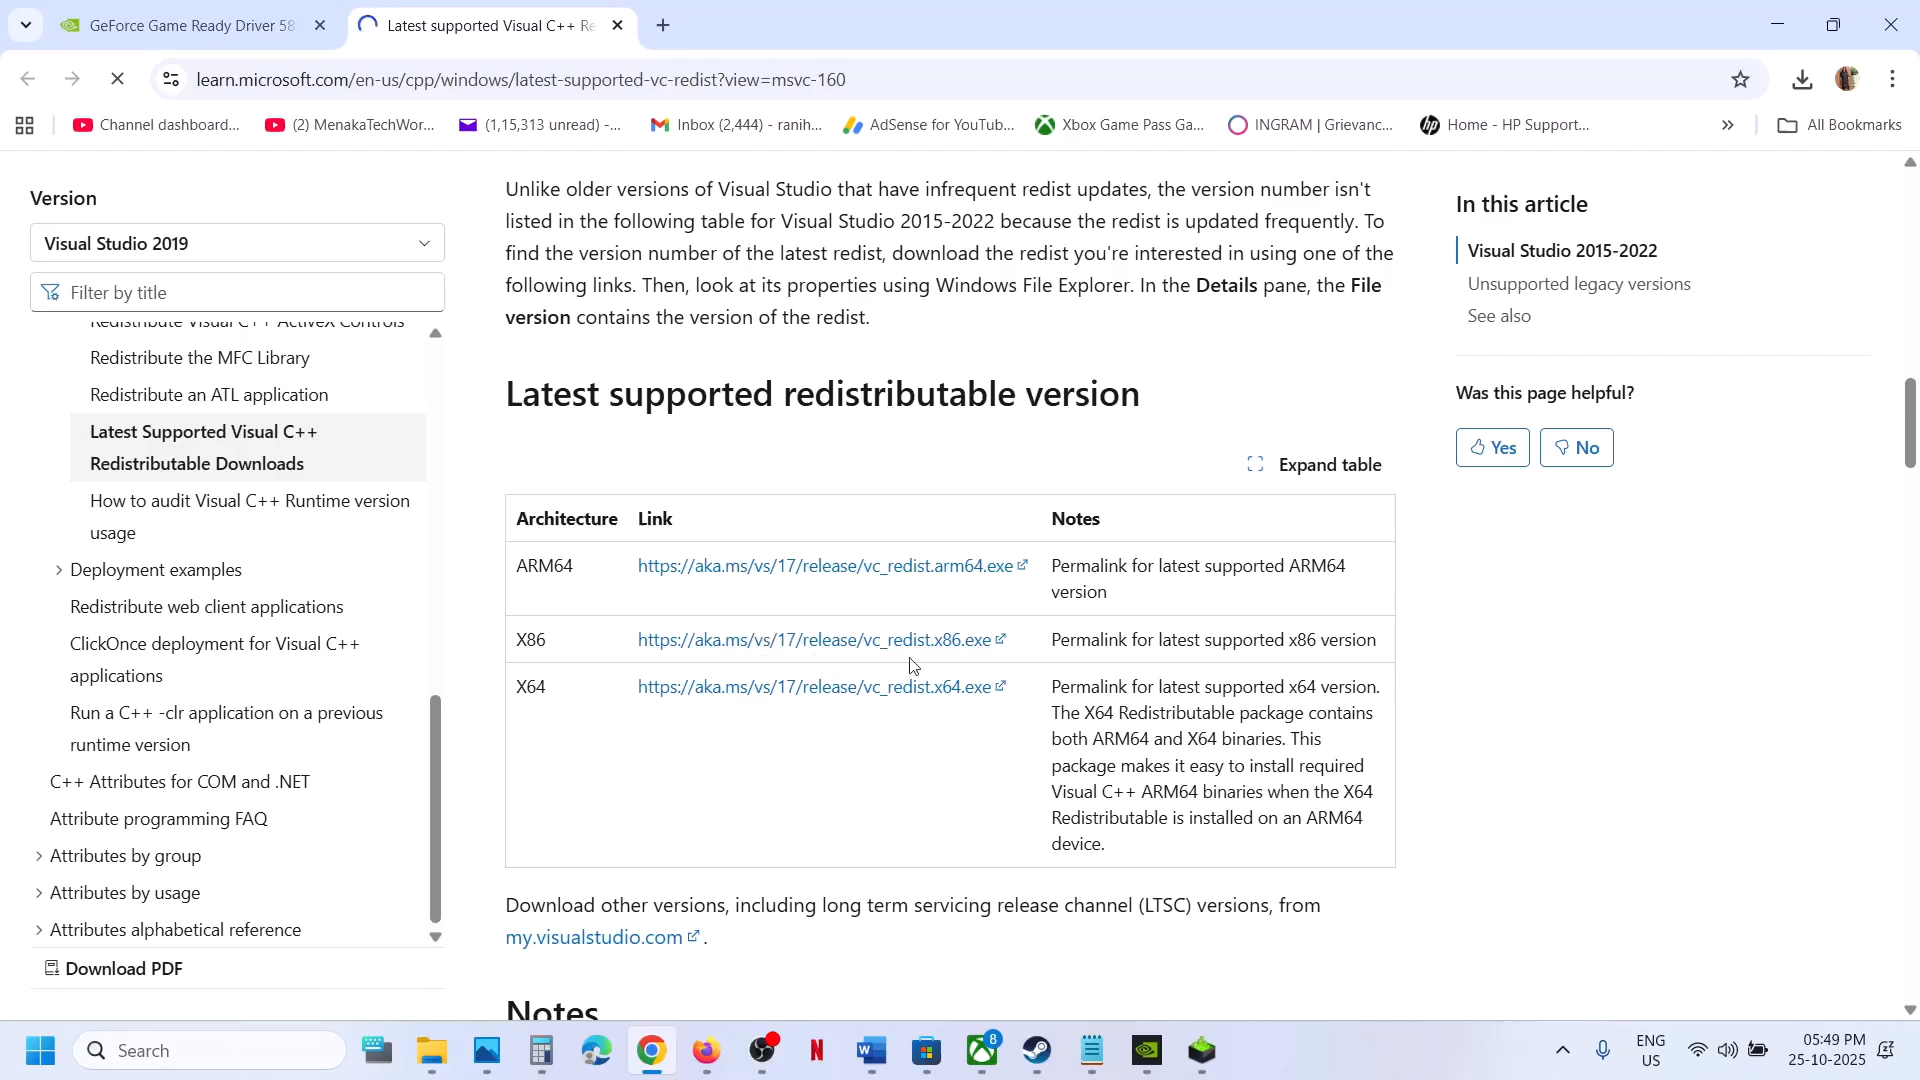 GeForce Game Ready Driver 58
Latest supported Visual C++ Re
learn.microsoft.com/en-us/cpp/windows/latest-supported-vc-redist?view=msvc-160
Channel dashboard...
(2) MenakaTechWor...
(1,15,313 unread) -...
Inbox (2,444) - ranih...
AdSense for YouTub...
Xbox Game Pass Ga...
INGRAM | Grievanc...
Home - HP Support...
All Bookmarks
Version
Visual Studio 2019
Filter by title
Redistribute Visual C++ ActiveX Controls
Redistribute the MFC Library
Redistribute an ATL application
Latest Supported Visual C++
Redistributable Downloads
How to audit Visual C++ Runtime version
usage
Deployment examples
Redistribute web client applications
ClickOnce deployment for Visual C++
applications
Run a C++ -clr application on a previous
runtime version
C++ Attributes for COM and .NET
Attribute programming FAQ
Attributes by group
Attributes by usage
Attributes alphabetical reference
Download PDF
Unlike older versions of Visual Studio that have infrequent redist updates, the version number isn't
listed in the following table for Visual Studio 2015-2022 because the redist is updated frequently. To
find the version number of the latest redist, download the redist you're interested in using one of the
following links. Then, look at its properties using Windows File Explorer. In the Details pane, the File
version contains the version of the redist.
Latest supported redistributable version
Expand table
Architecture Link Notes
ARM64 https://aka.ms/vs/17/release/vc_redist.arm64.exe Permalink for latest supported ARM64
version
X86 https://aka.ms/vs/17/release/vc_redist.x86.exe Permalink for latest supported x86 version
X64 https://aka.ms/vs/17/release/vc_redist.x64.exe Permalink for latest supported x64 version.
The X64 Redistributable package contains
both ARM64 and X64 binaries. This
package makes it easy to install required
Visual C++ ARM64 binaries when the X64
Redistributable is installed on an ARM64
device.
Download other versions, including long term servicing release channel (LTSC) versions, from
my.visualstudio.com .
Notes
In this article
Visual Studio 2015-2022
Unsupported legacy versions
See also
Was this page helpful?
Yes
No
Search
8
ENG
US
05:49 PM
25-10-2025